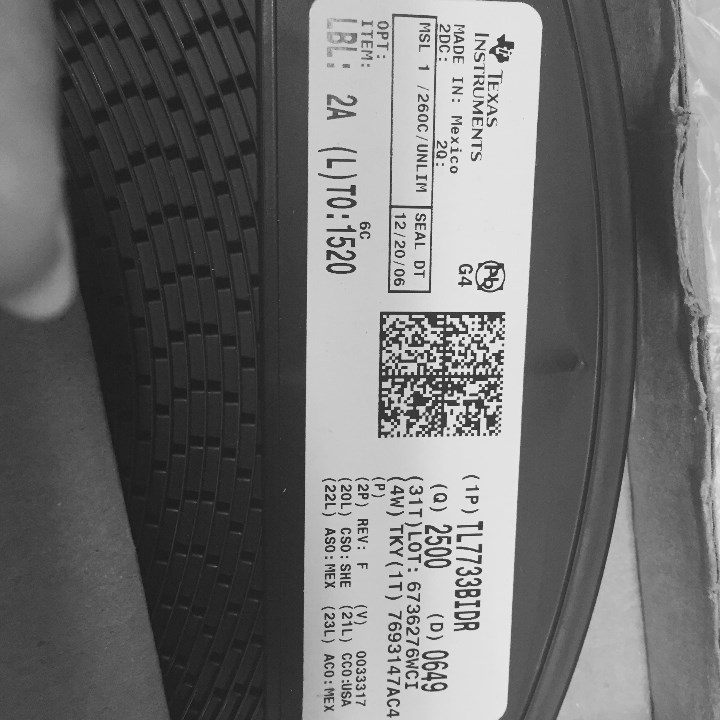 TEXAS
INSTRUMENTS
MADE IN: Mexico
2DC: 2Q:
MSL 1 /260C/UNLIM SEAL DT
12/20/06
OPT:
ITEM: 6C
LBL: 2A (L)TO:1520
Pb
G4
(1P) TL7733BIDR
(Q) 2500 (D) 0649
(31T)LOT: 6736276WCI
(4W) TKY(1T) 7693147AC4
(P)
(2P) REV: F (V) 0033317
(20L) CSO:SHE (21L) CCO:USA
(22L) ASO:MEX (23L) ACO:MEX